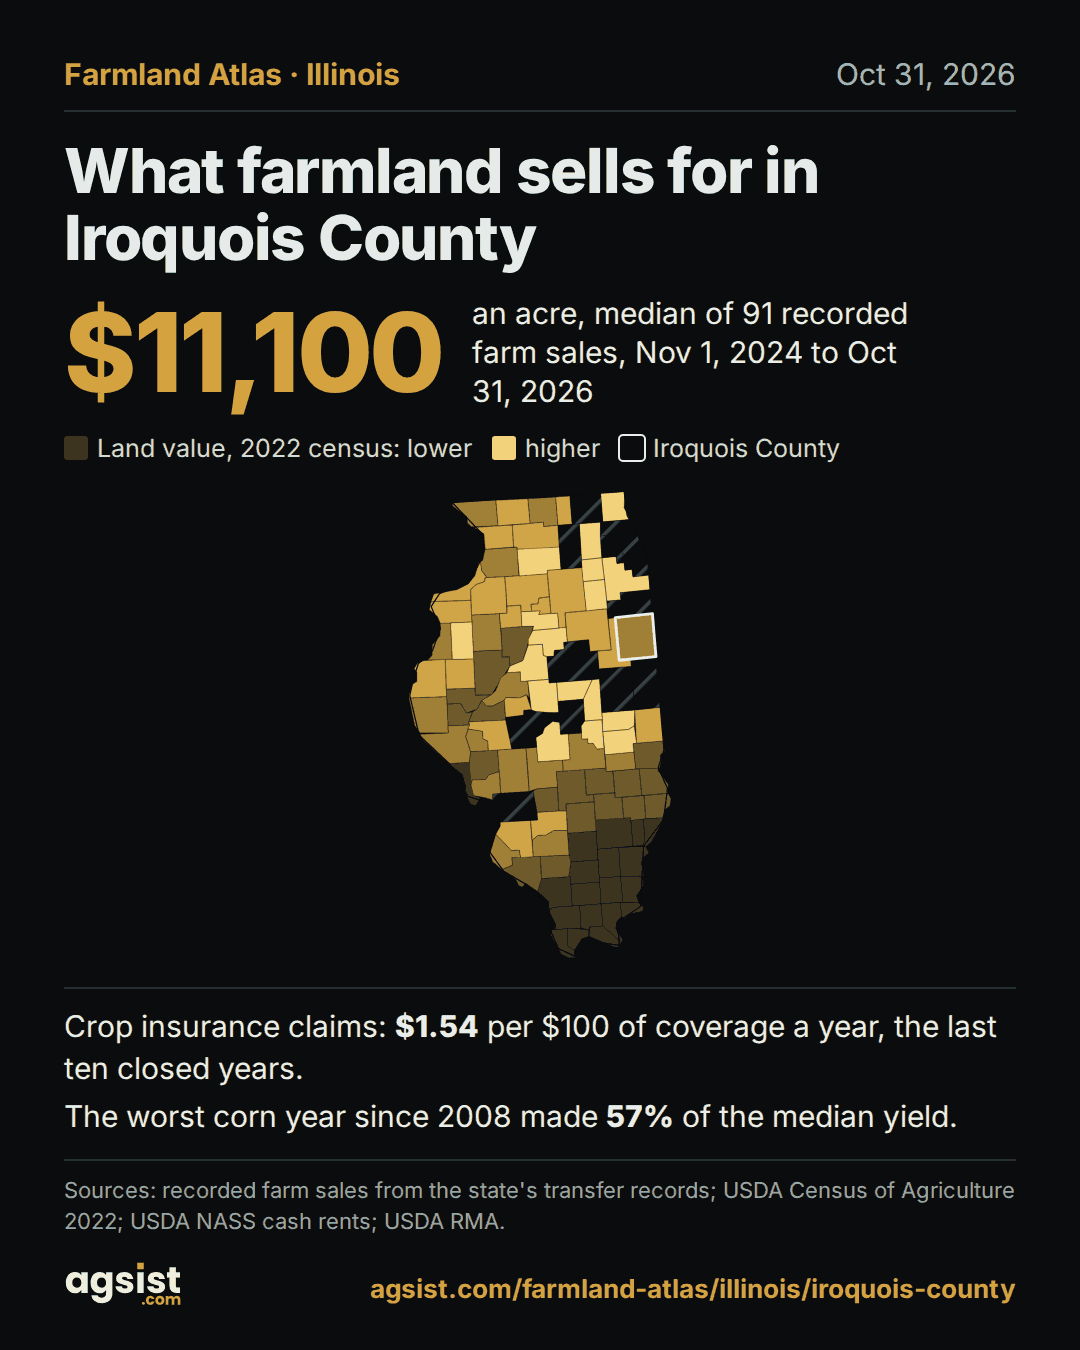 Farmland Atlas · Illinois
Oct 31, 2026
What farmland sells for in
Iroquois County
$11,100
an acre, median of 91 recorded
farm sales, Nov 1, 2024 to Oct
31, 2026
Land value, 2022 census: lower
higher
Iroquois County
Crop insurance claims: $1.54 per $100 of coverage a year, the last
ten closed years.
The worst corn year since 2008 made 57% of the median yield.
Sources: recorded farm sales from the state's transfer records; USDA Census of Agriculture
2022; USDA NASS cash rents; USDA RMA.
agsist
.com
agsist.com/farmland-atlas/illinois/iroquois-county